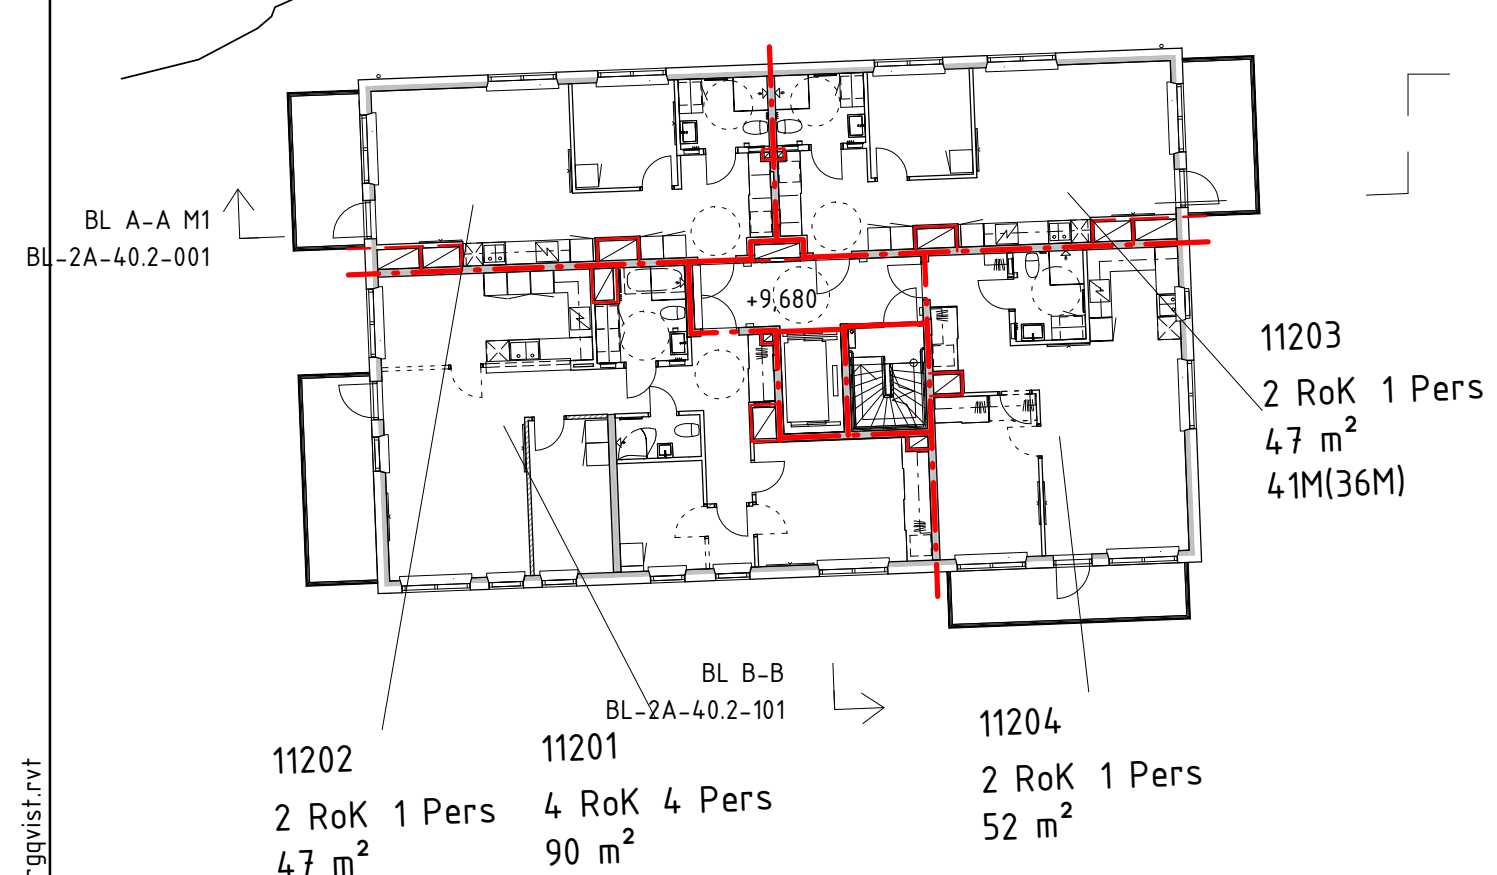 BL A-A M1
BL-2A-40.2-001
+9.680
11203
2 RoK 1 Pers
47 m²
41M(36M)
BL B-B
BL-2A-40.2-101
11202
2 RoK 1 Pers
47 m²
11201
4 RoK 4 Pers
90 m²
11204
2 RoK 1 Pers
52 m²
rgqvist.rvt